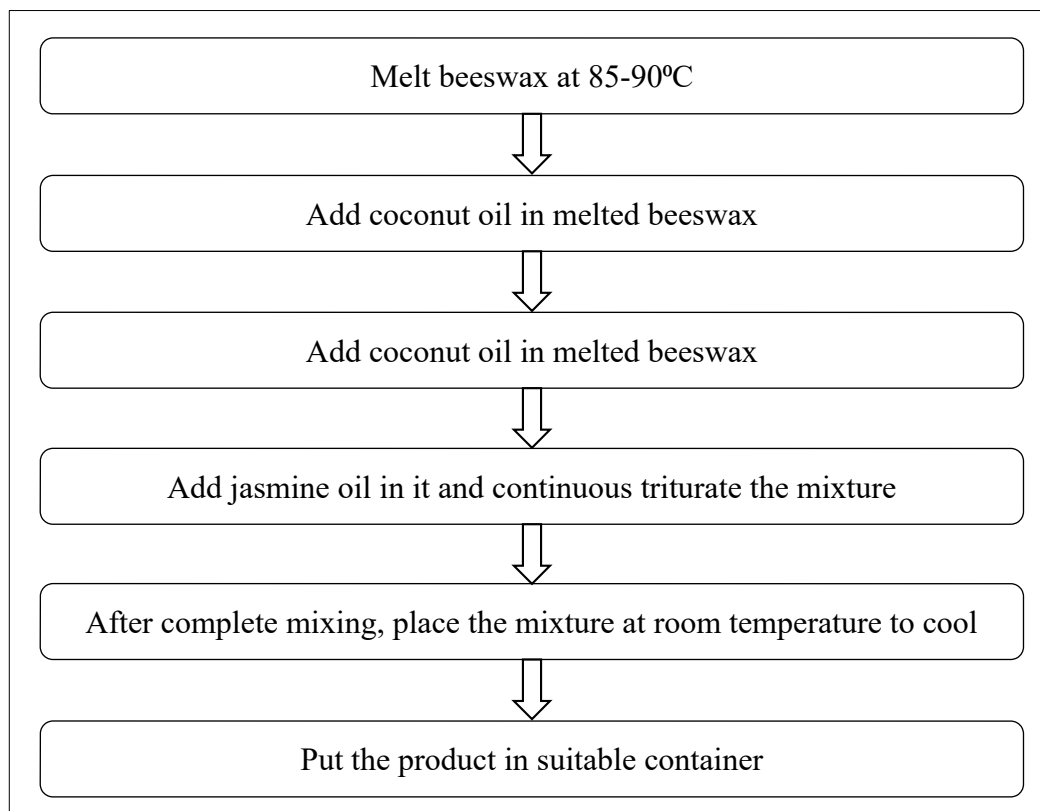 Melt beeswax at 85-90⁰C
Add coconut oil in melted beeswax
Add coconut oil in melted beeswax
Add jasmine oil in it and continuous triturate the mixture
After complete mixing, place the mixture at room temperature to cool
Put the product in suitable container